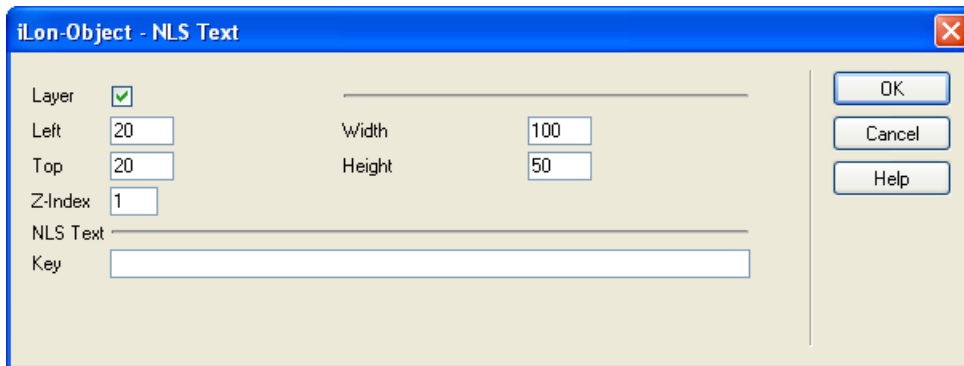 iLon-Object - NLS Text
Layer
OK
Left 20 Width 100
Cancel
Top 20 Height 50
Help
Z-Index 1
NLS Text
Key